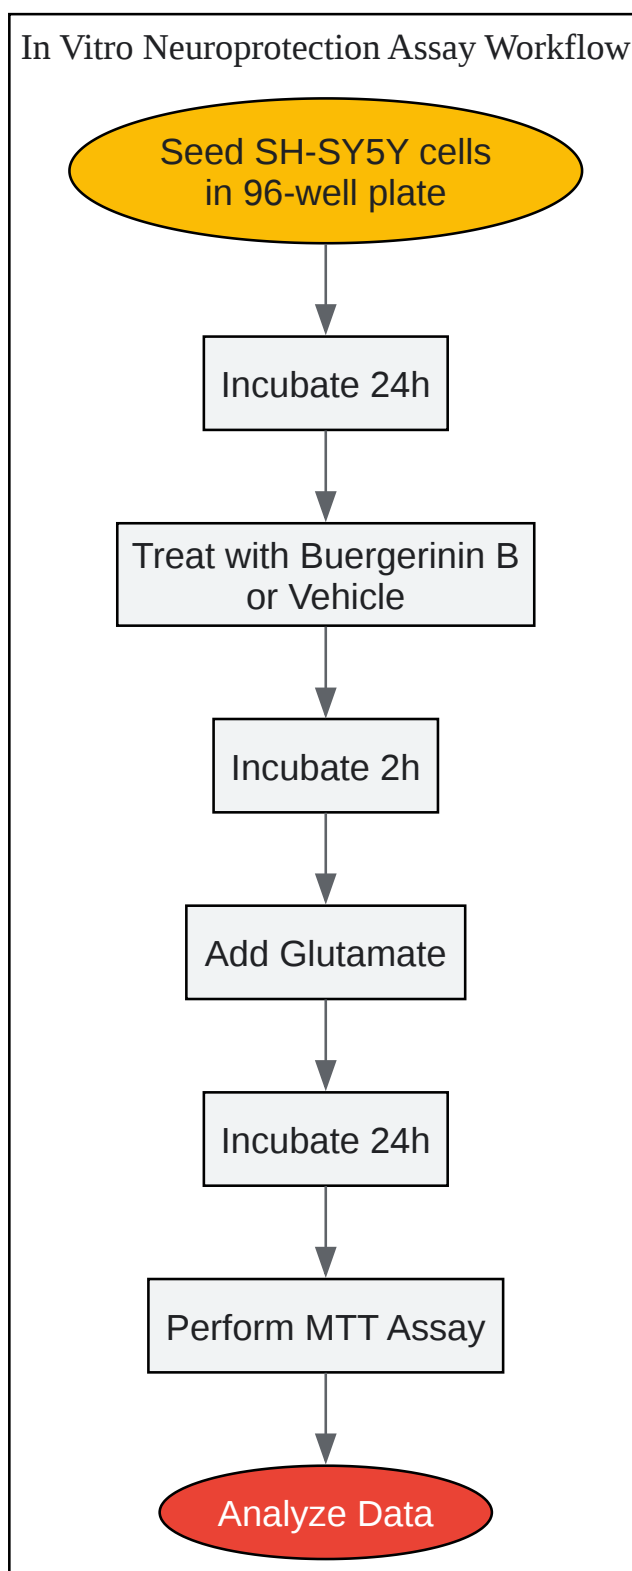 In Vitro Neuroprotection Assay Workflow
Seed SH-SY5Y cells
in 96-well plate
Incubate 24h
Treat with Buergerinin B
or Vehicle
Incubate 2h
Add Glutamate
Incubate 24h
Perform MTT Assay
Analyze Data